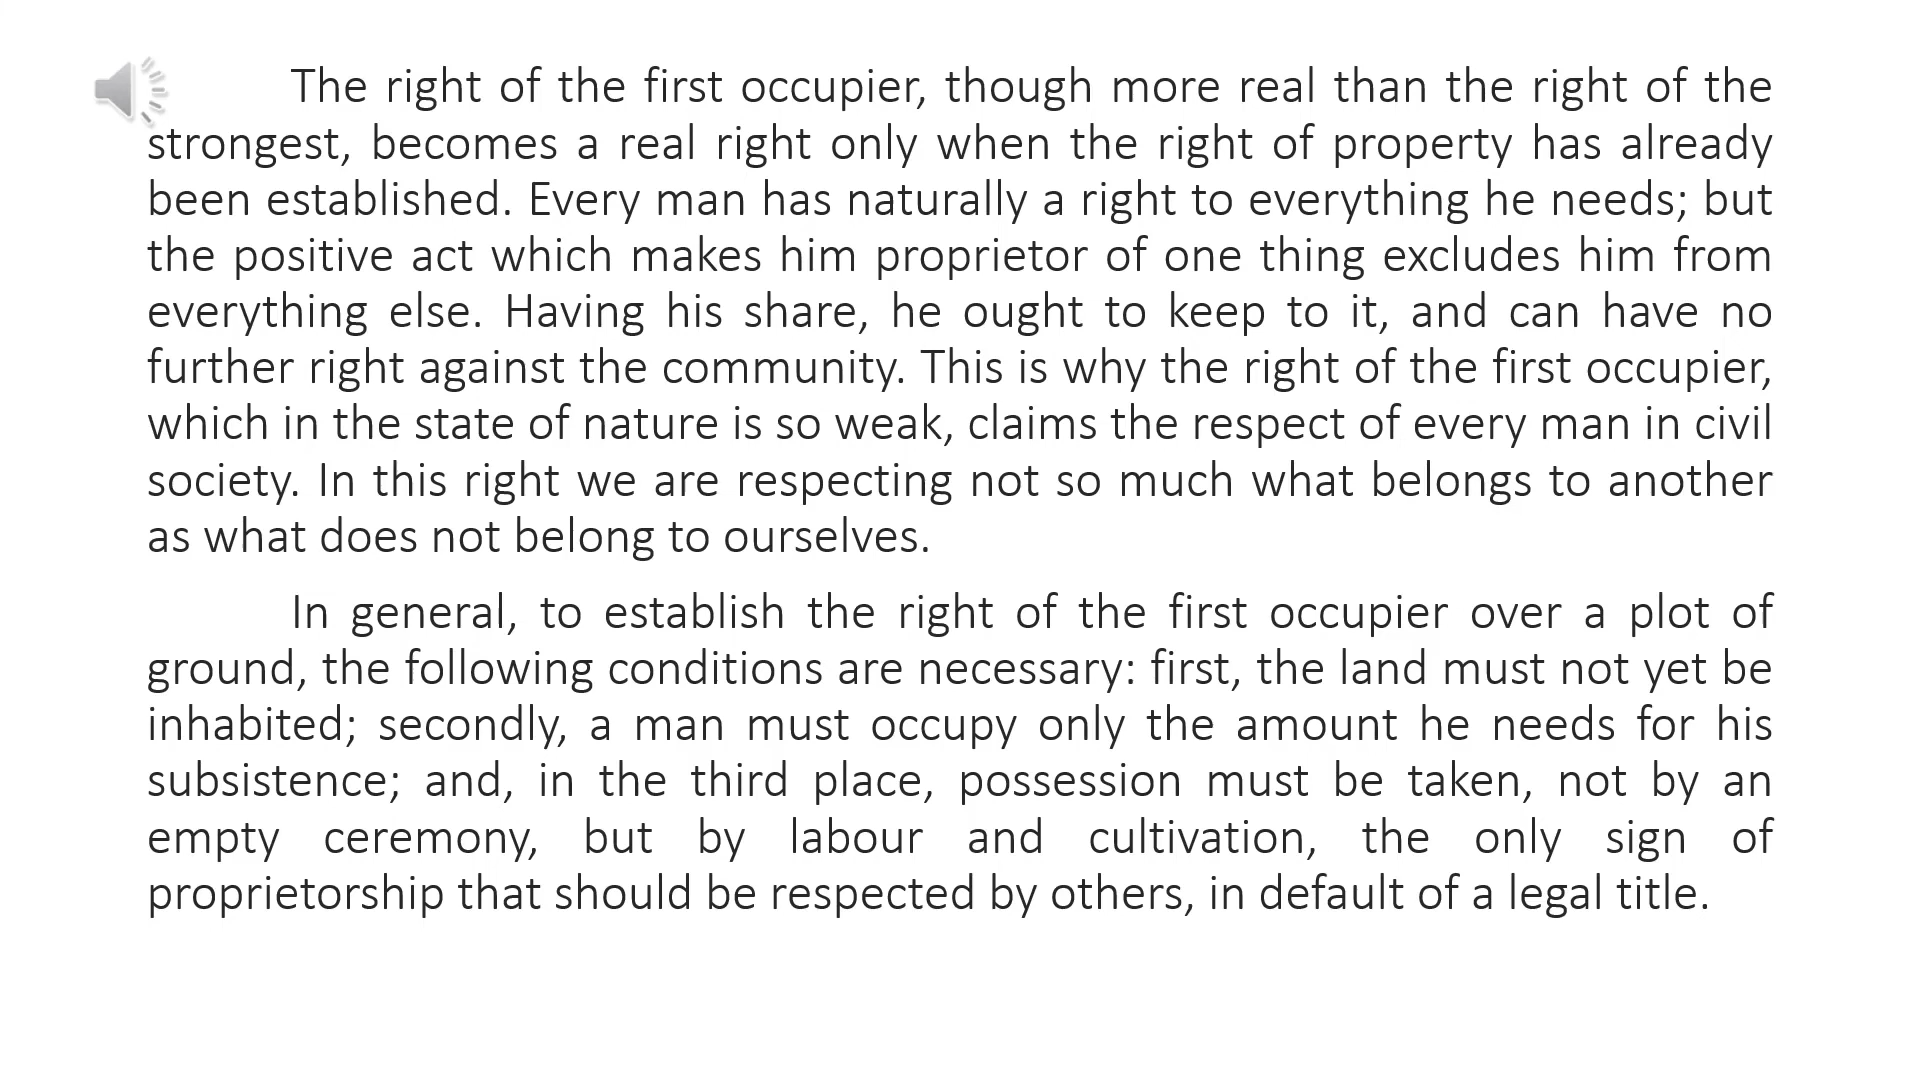 The right of the first occupier, though more real than the right of the
strongest, becomes a real right only when the right of property has already
been established. Every man has naturally a right to everything he needs; but
the positive act which makes him proprietor of one thing excludes him from
everything else. Having his share, he ought to keep to it, and can have no
further right against the community. This is why the right of the first occupier,
which in the state of nature is so weak, claims the respect of every man in civil
society. In this right we are respecting not so much what belongs to another
as what does not belong to ourselves.
In general, to establish the right of the first occupier over a plot of
ground, the following conditions are necessary: first, the land must not yet be
inhabited; secondly, a man must occupy only the amount he needs for his
subsistence; and, in the third place, possession must be taken, not by an
empty ceremony, but by labour and cultivation, the only sign of
proprietorship that should be respected by others, in default of a legal title.